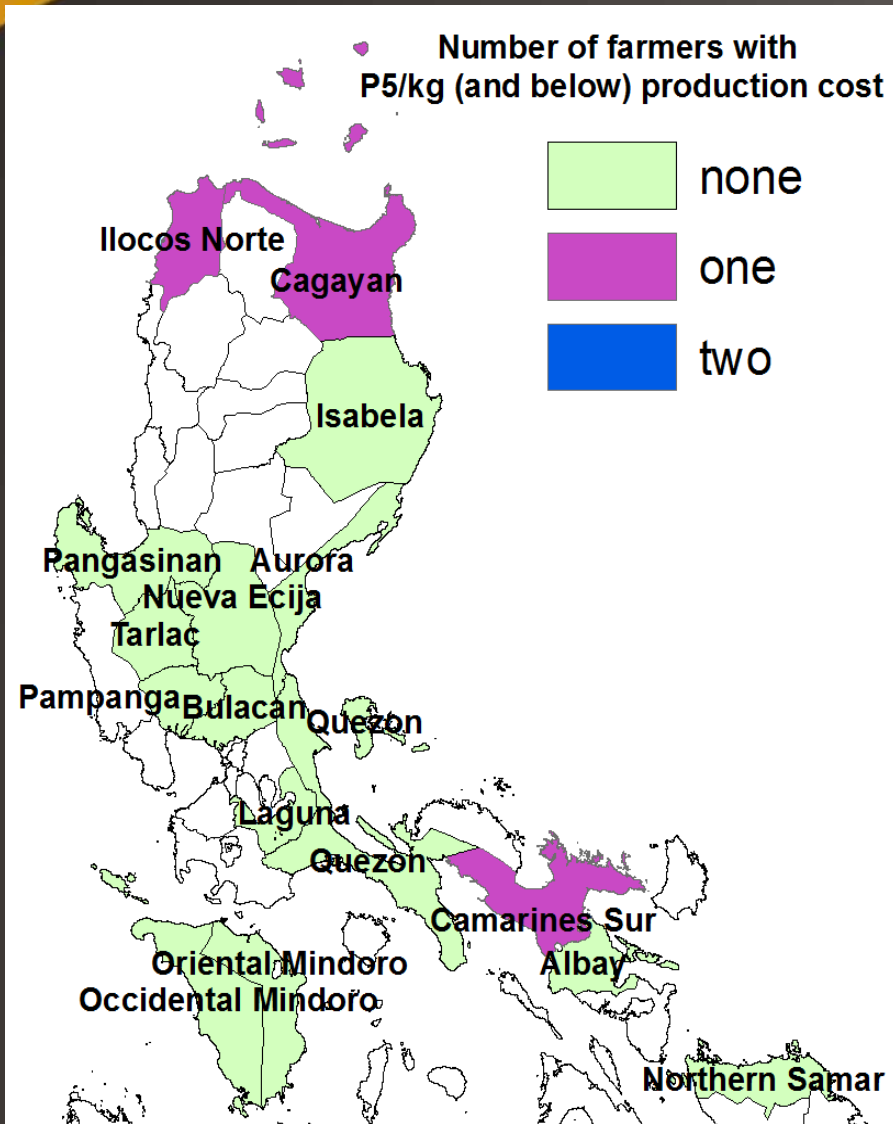 Number of farmers with
P5/kg (and below) production cost
none
one
two
Ilocos Norte
Cagayan
Isabela
Pangasinan
Aurora
Nueva Ecija
Tarlac
Pampanga
Bulacan
Quezon
Laguna
Quezon
Camarines Sur
Albay
Oriental Mindoro
Occidental Mindoro
Northern Samar